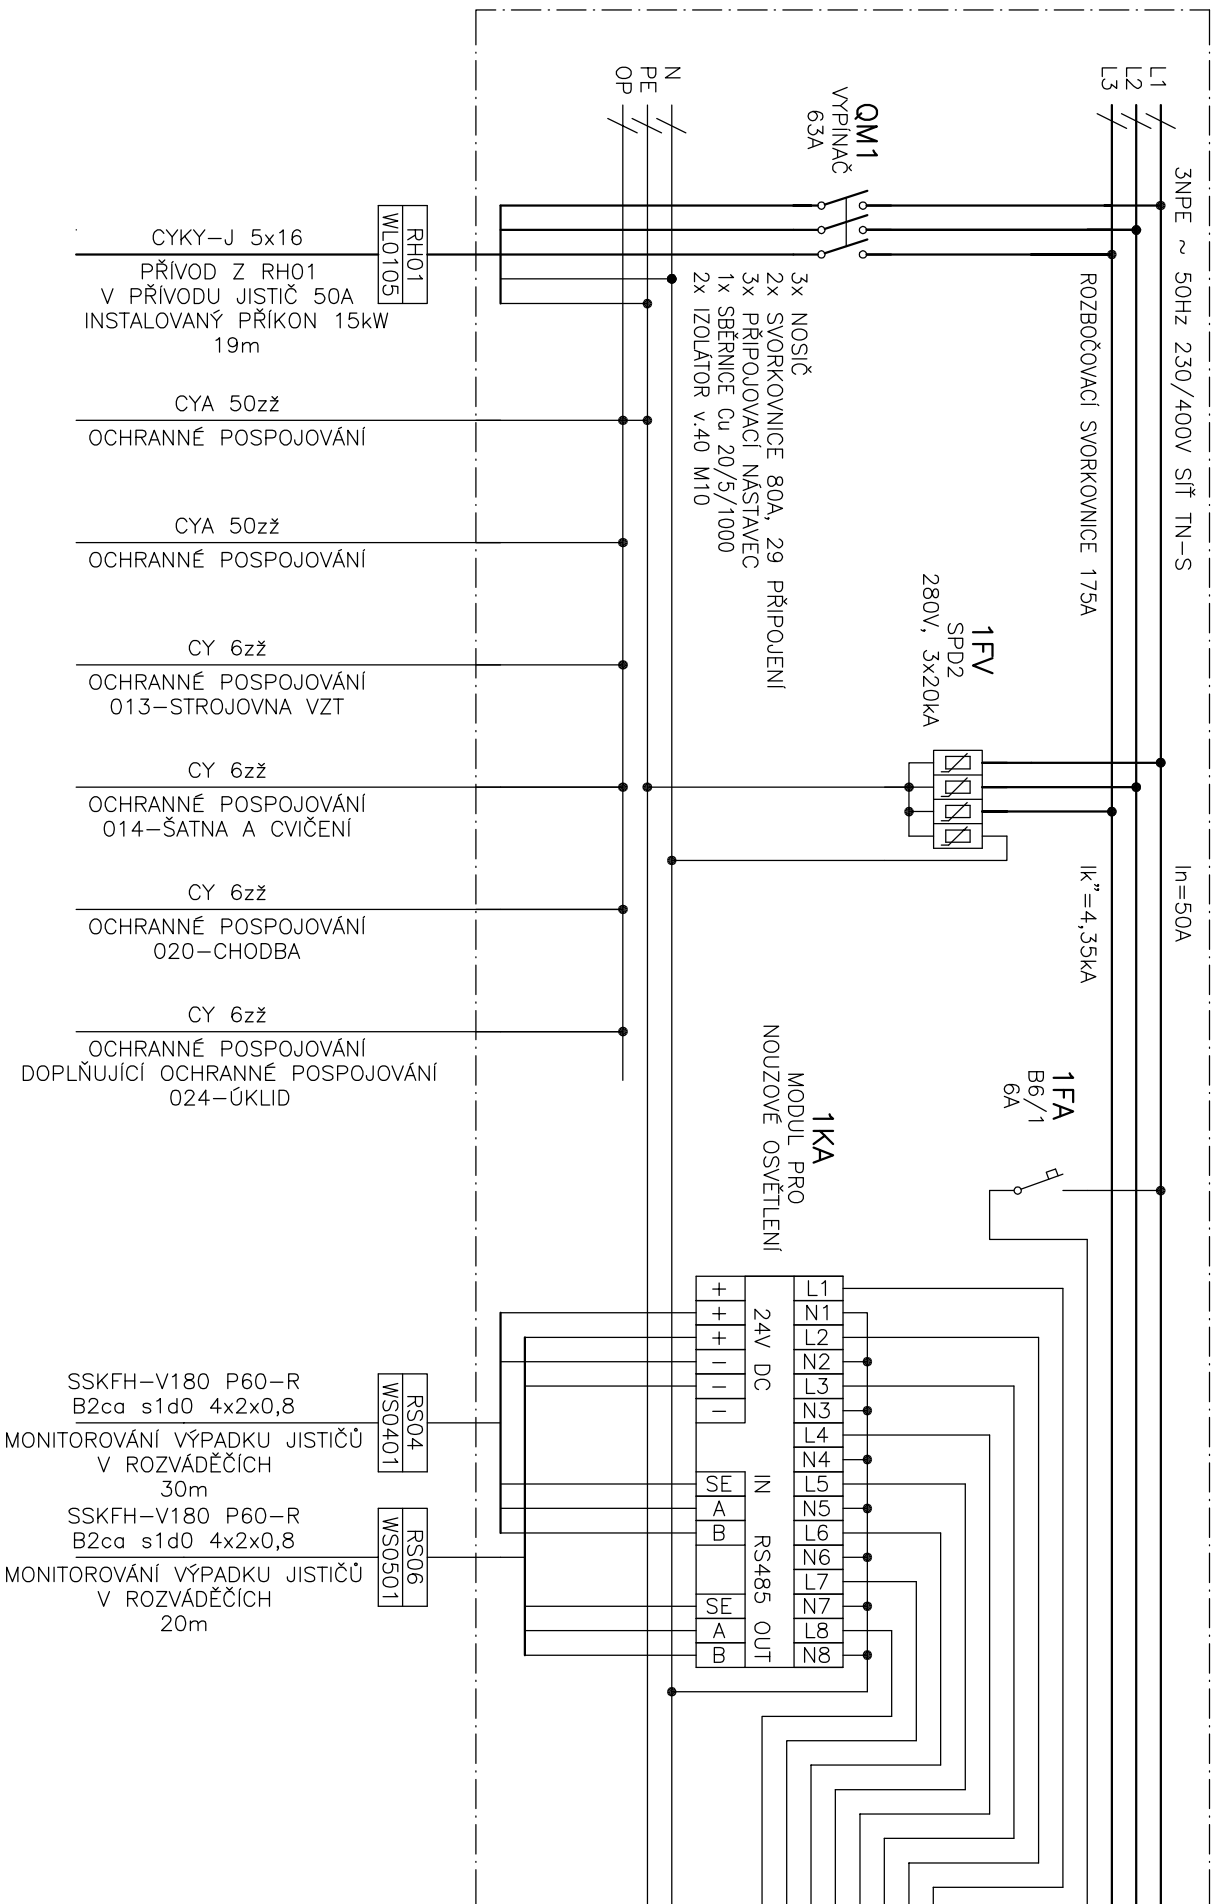 L1
L2
L3
N
PE
OP
3NPE ~ 50Hz 230/400V SÍŤ TN-S
In=50A
ROZBOČOVACÍ SVORKOVNICE 175A
Ik"=4,35kA
QM1
VYPÍNAČ
63A
3x NOSIČ
2x SVORKOVNICE 80A, 29 PŘIPOJENÍ
3x PŘIPOJOVACÍ NÁSTAVEC
1x SBĚRNICE Cu 20/5/1000
2x IZOLÁTOR v.40 M10
1FV
SPD2
280V, 3x20kA
1FA
B6/1
6A
1KA
MODUL PRO
NOUZOVÉ OSVĚTLENÍ
RH01
WL0105
CYKY-J 5x16
PŘÍVOD Z RH01
V PŘÍVODU JISTIČ 50A
INSTALOVANÝ PŘÍKON 15kW
19m
CYA 50zž
OCHRANNÉ POSPOJOVÁNÍ
CYA 50zž
OCHRANNÉ POSPOJOVÁNÍ
CY 6zž
OCHRANNÉ POSPOJOVÁNÍ
013-STROJOVNA VZT
CY 6zž
OCHRANNÉ POSPOJOVÁNÍ
014-ŠATNA A CVIČENÍ
CY 6zž
OCHRANNÉ POSPOJOVÁNÍ
020-CHODBA
CY 6zž
OCHRANNÉ POSPOJOVÁNÍ
DOPLŇUJÍCÍ OCHRANNÉ POSPOJOVÁNÍ
024-ÚKLID
+
+
+
-
-
-
24V DC
SE
A
B
IN
RS485
SE
A
B
OUT
L1
N1
L2
N2
L3
N3
L4
N4
L5
N5
L6
N6
L7
N7
L8
N8
RS04
WS0401
SSKFH-V180 P60-R
B2ca s1d0 4x2x0,8
MONITOROVÁNÍ VÝPADKU JISTIČŮ
V ROZVÁDĚČÍCH
30m
RS06
WS0501
SSKFH-V180 P60-R
B2ca s1d0 4x2x0,8
MONITOROVÁNÍ VÝPADKU JISTIČŮ
V ROZVÁDĚČÍCH
20m